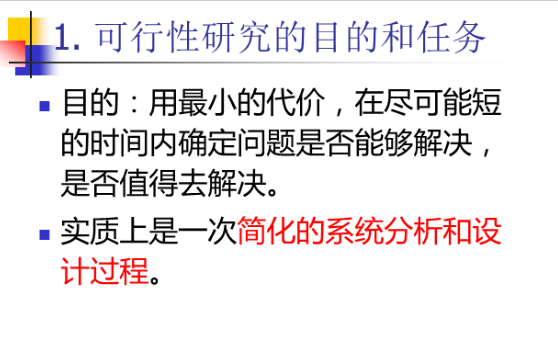 1. 可行性研究的目的和任务
目的：用最小的代价，在尽可能短
的时间内确定问题是否能够解决，
是否值得去解决。
实质上是一次简化的系统分析和设
计过程。